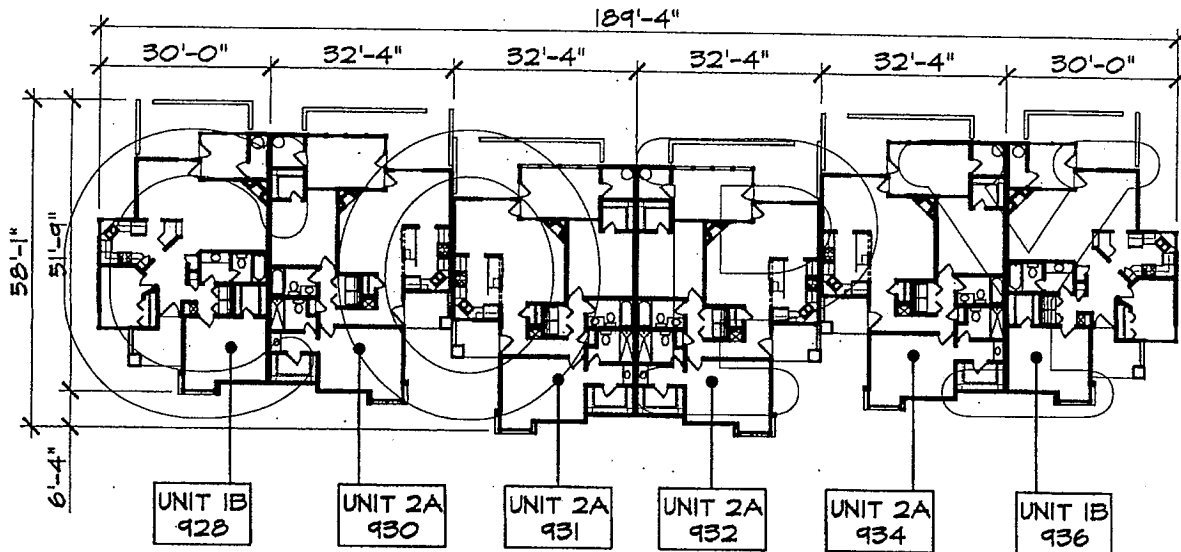 189'-4"
30'-0"
32'-4"
32'-4"
32'-4"
32'-4"
30'-0"
58'-1"
51'-9"
6'-4"
UNIT 1B
928
UNIT 2A
930
UNIT 2A
931
UNIT 2A
932
UNIT 2A
934
UNIT 1B
936